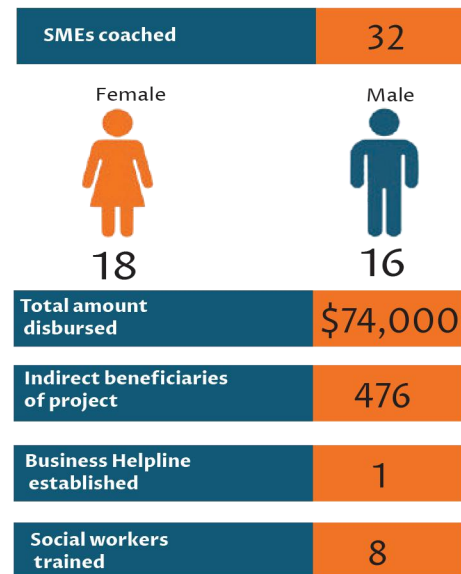 SMEs coached 32
Female Male
18 16
Total amount
disbursed
$74,000
Indirect beneficiaries
of project
476
Business Helpline
established
1
Social workers
trained
8